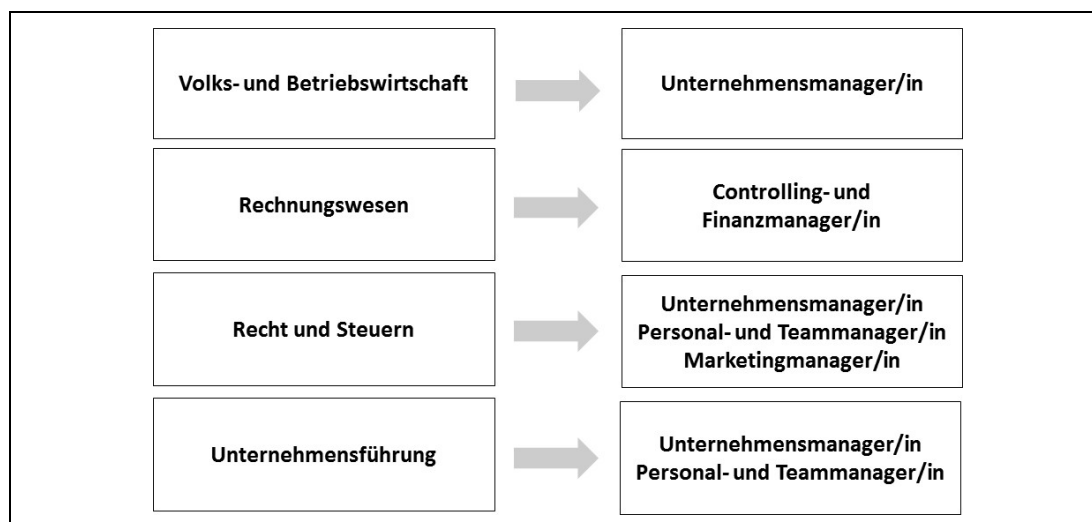 Volks- und Betriebswirtschaft
Unternehmensmanager/in
Rechnungswesen
Controlling- und
Finanzmanager/in
Recht und Steuern
Unternehmensmanager/in
Personal- und Teammanager/in
Marketingmanager/in
Unternehmensführung
Unternehmensmanager/in
Personal- und Teammanager/in